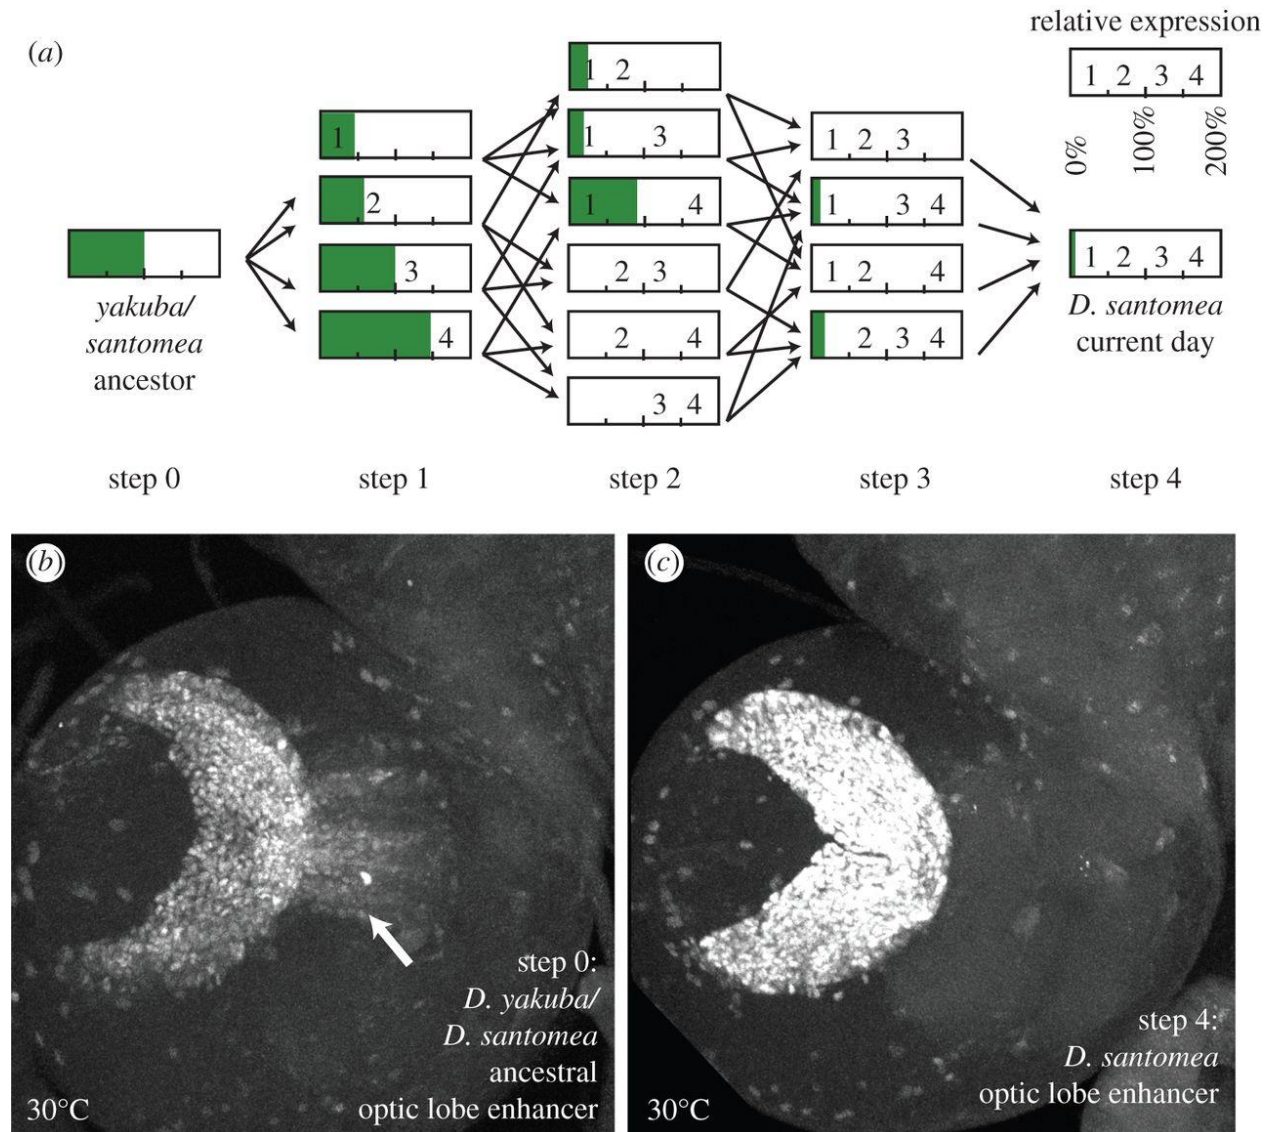 (a)
relative expression
1 2 3 4
0% 100% 200%
1 2
1
1 3
1 2 3
2
1 4
1 3 4
3
2 3
1 2 4
1 2 3 4
4
2 4
2 3 4
3 4
yakuba/
santomea
ancestor
D. santomea
current day
step 0 step 1 step 2 step 3 step 4
(b)
step 0:
D. yakuba/
D. santomea
ancestral
optic lobe enhancer
30°C
(c)
step 4:
D. santomea
optic lobe enhancer
30°C